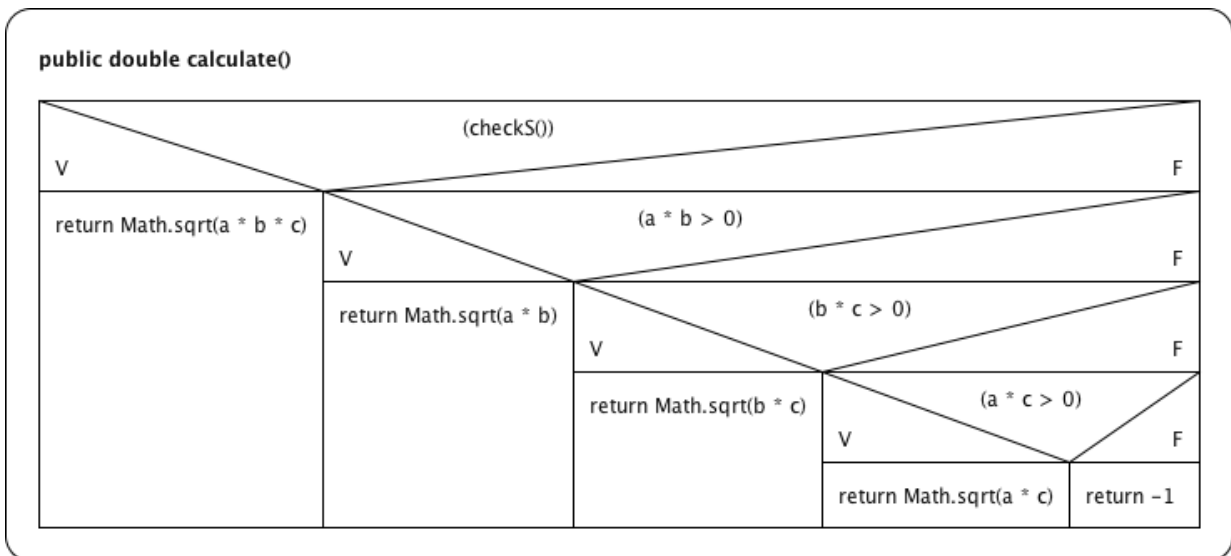 public double calculate()
(checkS())
V
F
return Math.sqrt(a * b * c)
(a * b > 0)
V
F
return Math.sqrt(a * b)
(b * c > 0)
V
F
return Math.sqrt(b * c)
(a * c > 0)
V
F
return Math.sqrt(a * c)
return -1